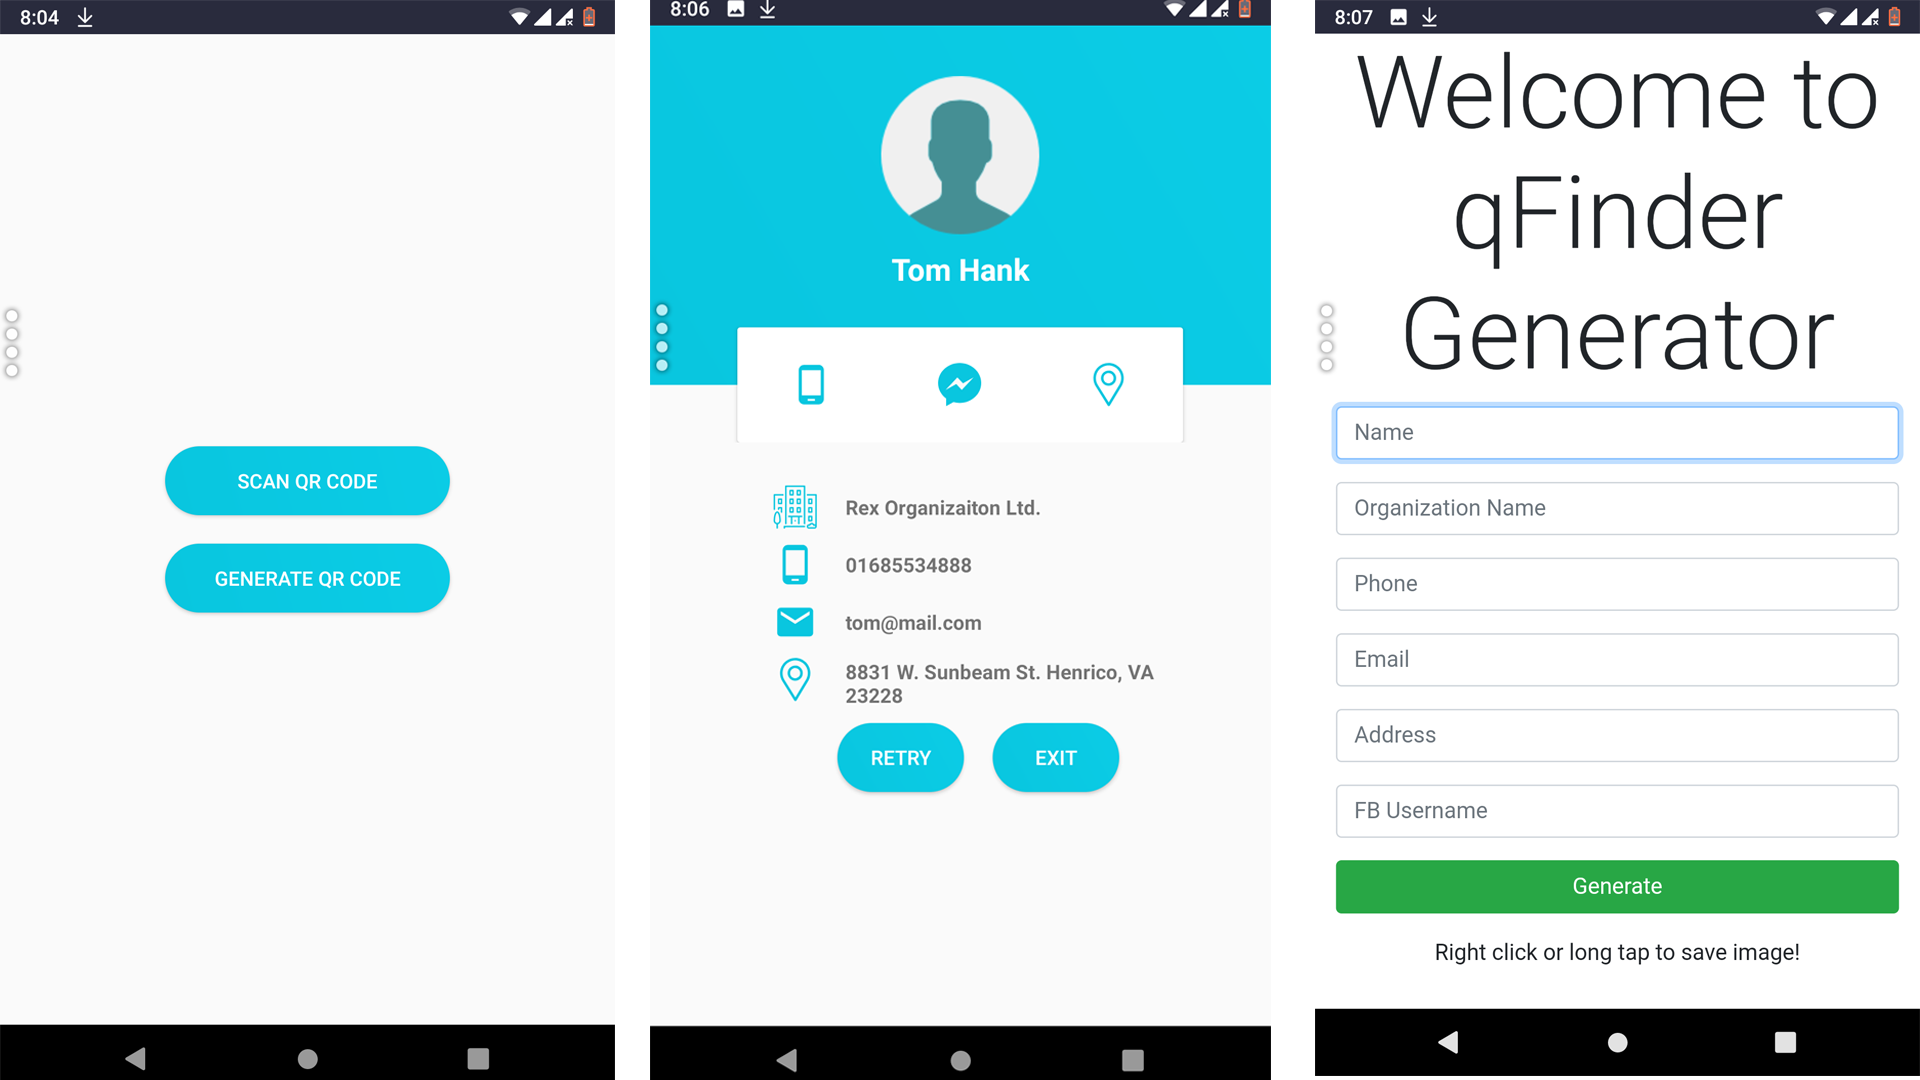 8:04
SCAN QR CODE
GENERATE QR CODE
8:06
Tom Hank
Rex Organizaiton Ltd.
01685534888
tom@mail.com
8831 W. Sunbeam St. Henrico, VA
23228
RETRY
EXIT
8:07
Welcome to
qFinder
Generator
Name
Organization Name
Phone
Email
Address
FB Username
Generate
Right click or long tap to save image!